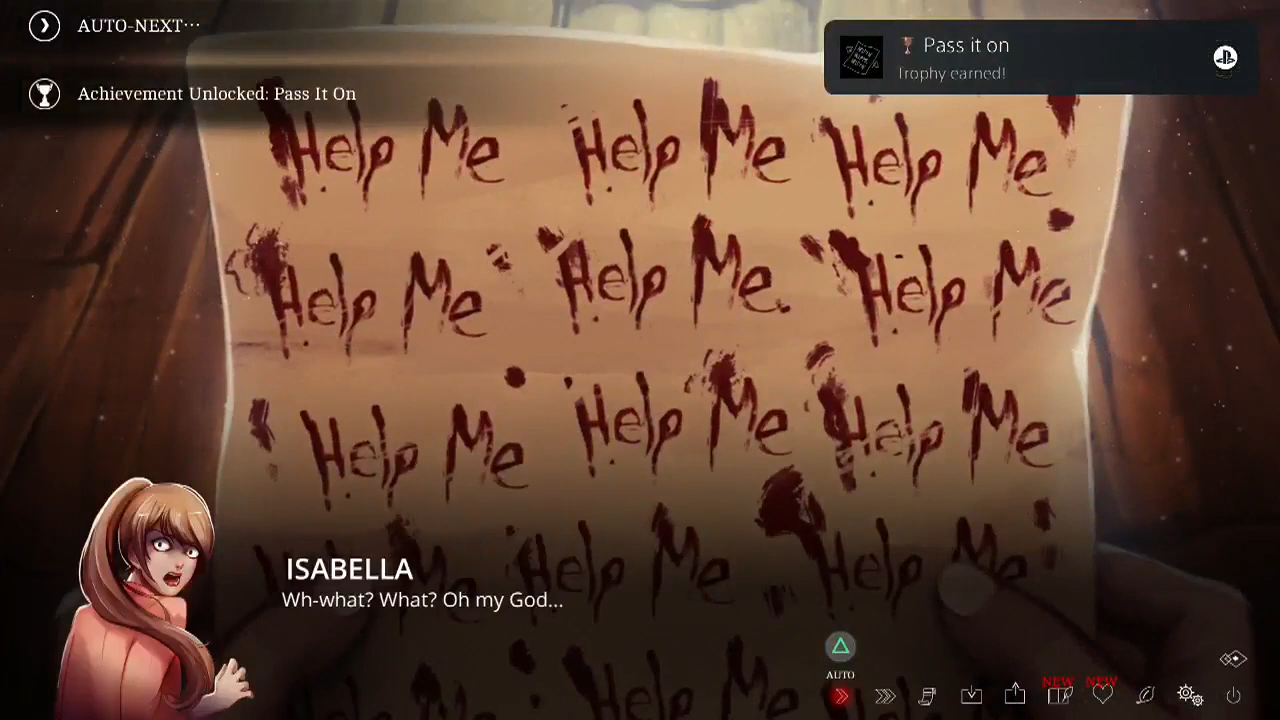 AUTO-NEXT…
Pass it on
Trophy earned!
Achievement Unlocked: Pass It On
Help Me Help Me Help Me
Help Me Help Me Help Me
Help Me Help Me Help Me
Me Help Me Help Me
ISABELLA
Wh-what? What? Oh my God...
Help Me
AUTO
NEW NEW